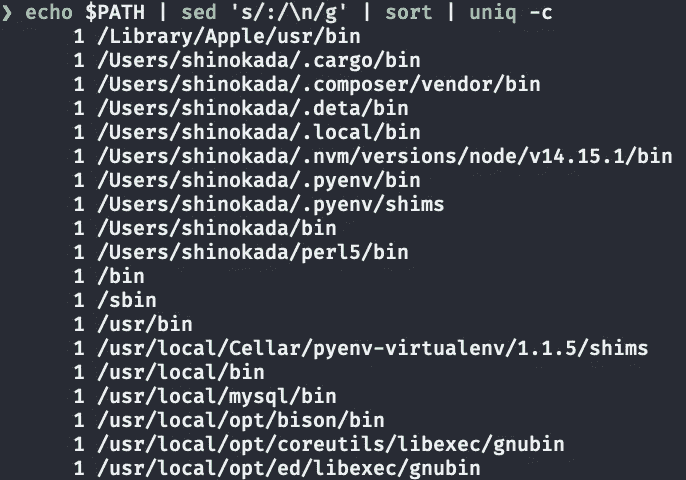 ❯ echo $PATH | sed 's/:/\n/g' | sort | uniq -c
1 /Library/Apple/usr/bin
1 /Users/shinokada/.cargo/bin
1 /Users/shinokada/.composer/vendor/bin
1 /Users/shinokada/.deta/bin
1 /Users/shinokada/.local/bin
1 /Users/shinokada/.nvm/versions/node/v14.15.1/bin
1 /Users/shinokada/.pyenv/bin
1 /Users/shinokada/.pyenv/shims
1 /Users/shinokada/bin
1 /Users/shinokada/perl5/bin
1 /bin
1 /sbin
1 /usr/bin
1 /usr/local/Cellar/pyenv-virtualenv/1.1.5/shims
1 /usr/local/bin
1 /usr/local/mysql/bin
1 /usr/local/opt/bison/bin
1 /usr/local/opt/coreutils/libexec/gnubin
1 /usr/local/opt/ed/libexec/gnubin